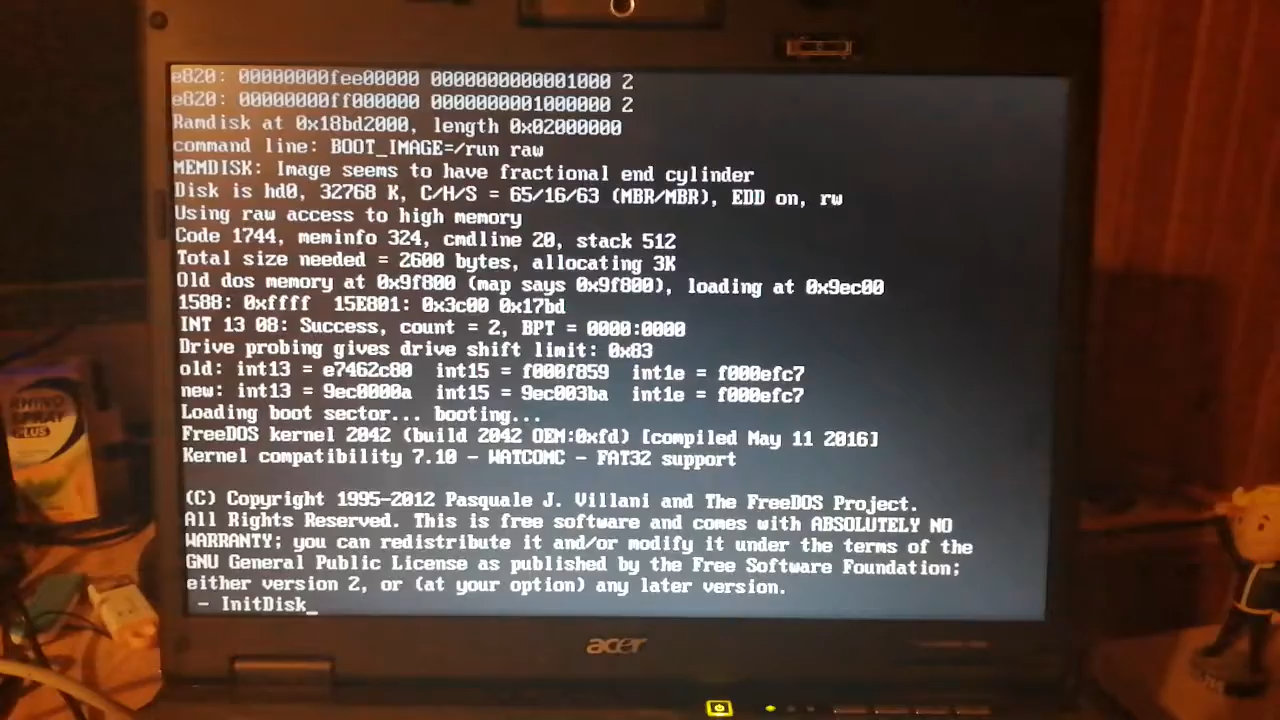 e820: 00000000fee00000 0000000000001000 2
e820: 00000000ff000000 0000000001000000 2
Ramdisk at 0x18bd2000, length 0x02000000
command line: BOOT_IMAGE=/run raw
MEMDISK: Image seems to have fractional end cylinder
Disk is hd0, 32768 K, C/H/S = 65/16/63 (MBR/MBR), EDD on, rw
Using raw access to high memory
Code 1744, meminfo 324, cmdline 20, stack 512
Total size needed = 2600 bytes, allocating 3K
Old dos memory at 0x9f800 (map says 0x9f800), loading at 0x9ec00
1588: 0xffff  15E801: 0x3c00 0x17bd
INT 13 08: Success, count = 2, BPT = 0000:0000
Drive probing gives drive shift limit: 0x83
old: int13 = e7462c80  int15 = f000f859  int1e = f000efc7
new: int13 = 9ec0000a  int15 = 9ec003ba  int1e = f000efc7
Loading boot sector... booting...
FreeDOS kernel 2042 (build 2042 OEM:0xfd) [compiled May 11 2016]
Kernel compatibility 7.10 - WATCOMC - FAT32 support
(C) Copyright 1995-2012 Pasquale J. Villani and The FreeDOS Project.
All Rights Reserved. This is free software and comes with ABSOLUTELY NO
WARRANTY; you can redistribute it and/or modify it under the terms of the
GNU General Public License as published by the Free Software Foundation;
either version 2, or (at your option) any later version.
- InitDisk_
acer
RHINO
SPRAY
PLUS